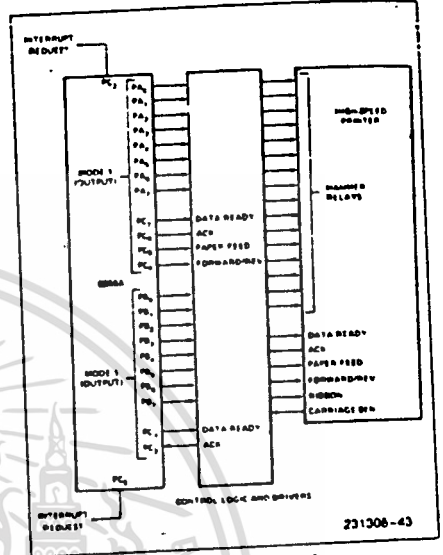 INTERRUPT
REQUEST
PC3
PA0
PA1
PA2
PA3
PA4
PA5
PA6
PA7
MODE 1
(OUTPUT)
PC7 DATA READY
PC6 ACK
PC5 PAPER FEED
PC4 FORWARD/REV
PB0
PB1
PB2
PB3
PB4
PB5
PB6
PB7
MODE 1
(OUTPUT)
PC1 DATA READY
PC2 ACK
PC0
INTERRUPT
REQUEST
CONTROL LOGIC AND DRIVERS
HIGH-SPEED
PRINTER
HAMMER
RELAYS
DATA READY
ACK
PAPER FEED
FORWARD/REV
RIBBON
CARRIAGE SEN
231308-43